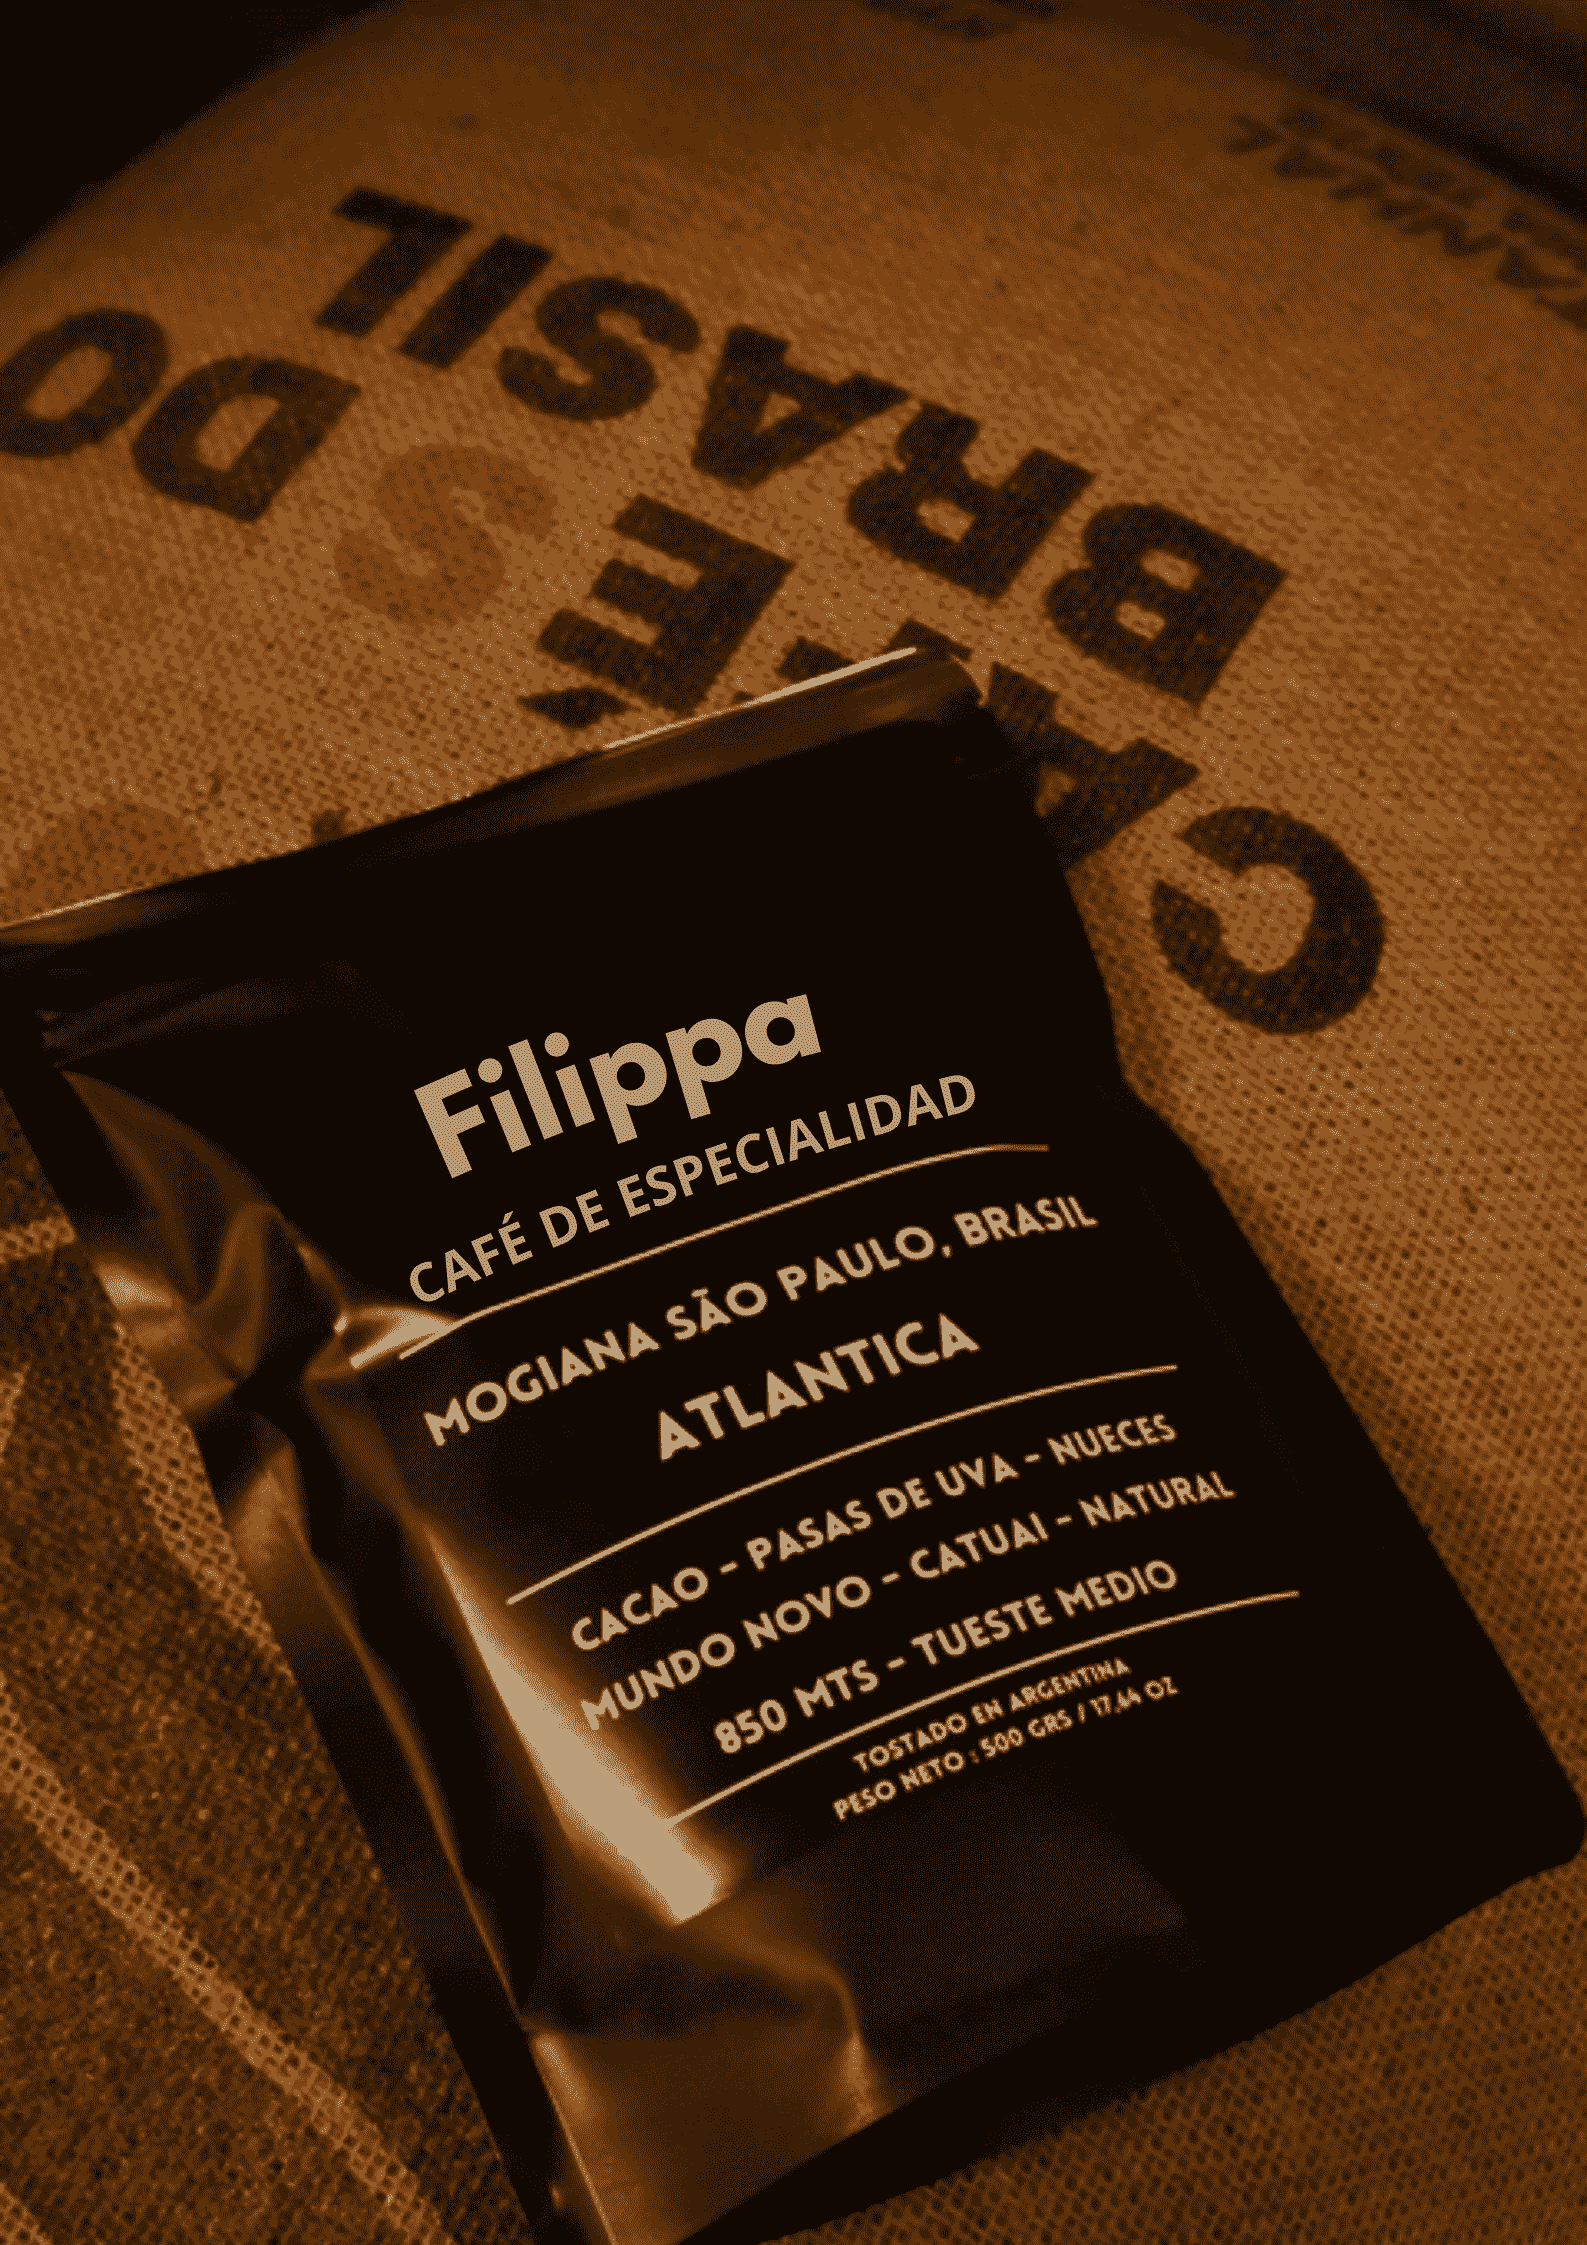 Filippa
CAFÉ DE ESPECIALIDAD
MOGIANA SÃO PAULO, BRASIL
ATLANTICA
CACAO - PASAS DE UVA - NUECES
MUNDO NOVO - CATUAI - NATURAL
850 MTS - TUESTE MEDIO
TOSTADO EN ARGENTINA
PESO NETO : 500 GRS / 17,64 OZ
BRASIL
DO